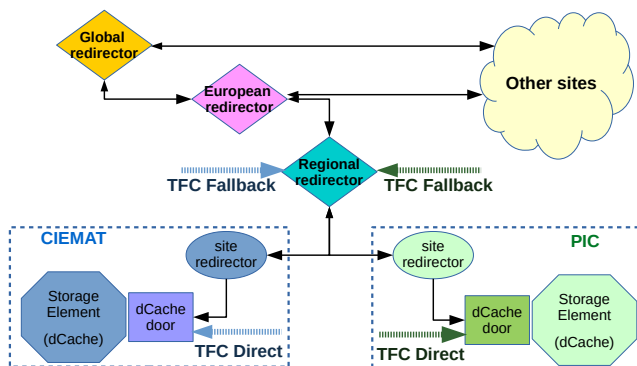 Global
redirector
European
redirector
Other sites
Regional
redirector
TFC Fallback
TFC Fallback
CIEMAT
site
redirector
Storage
Element
(dCache)
dCache
door
TFC Direct
PIC
site
redirector
dCache
door
Storage
Element
(dCache)
TFC Direct